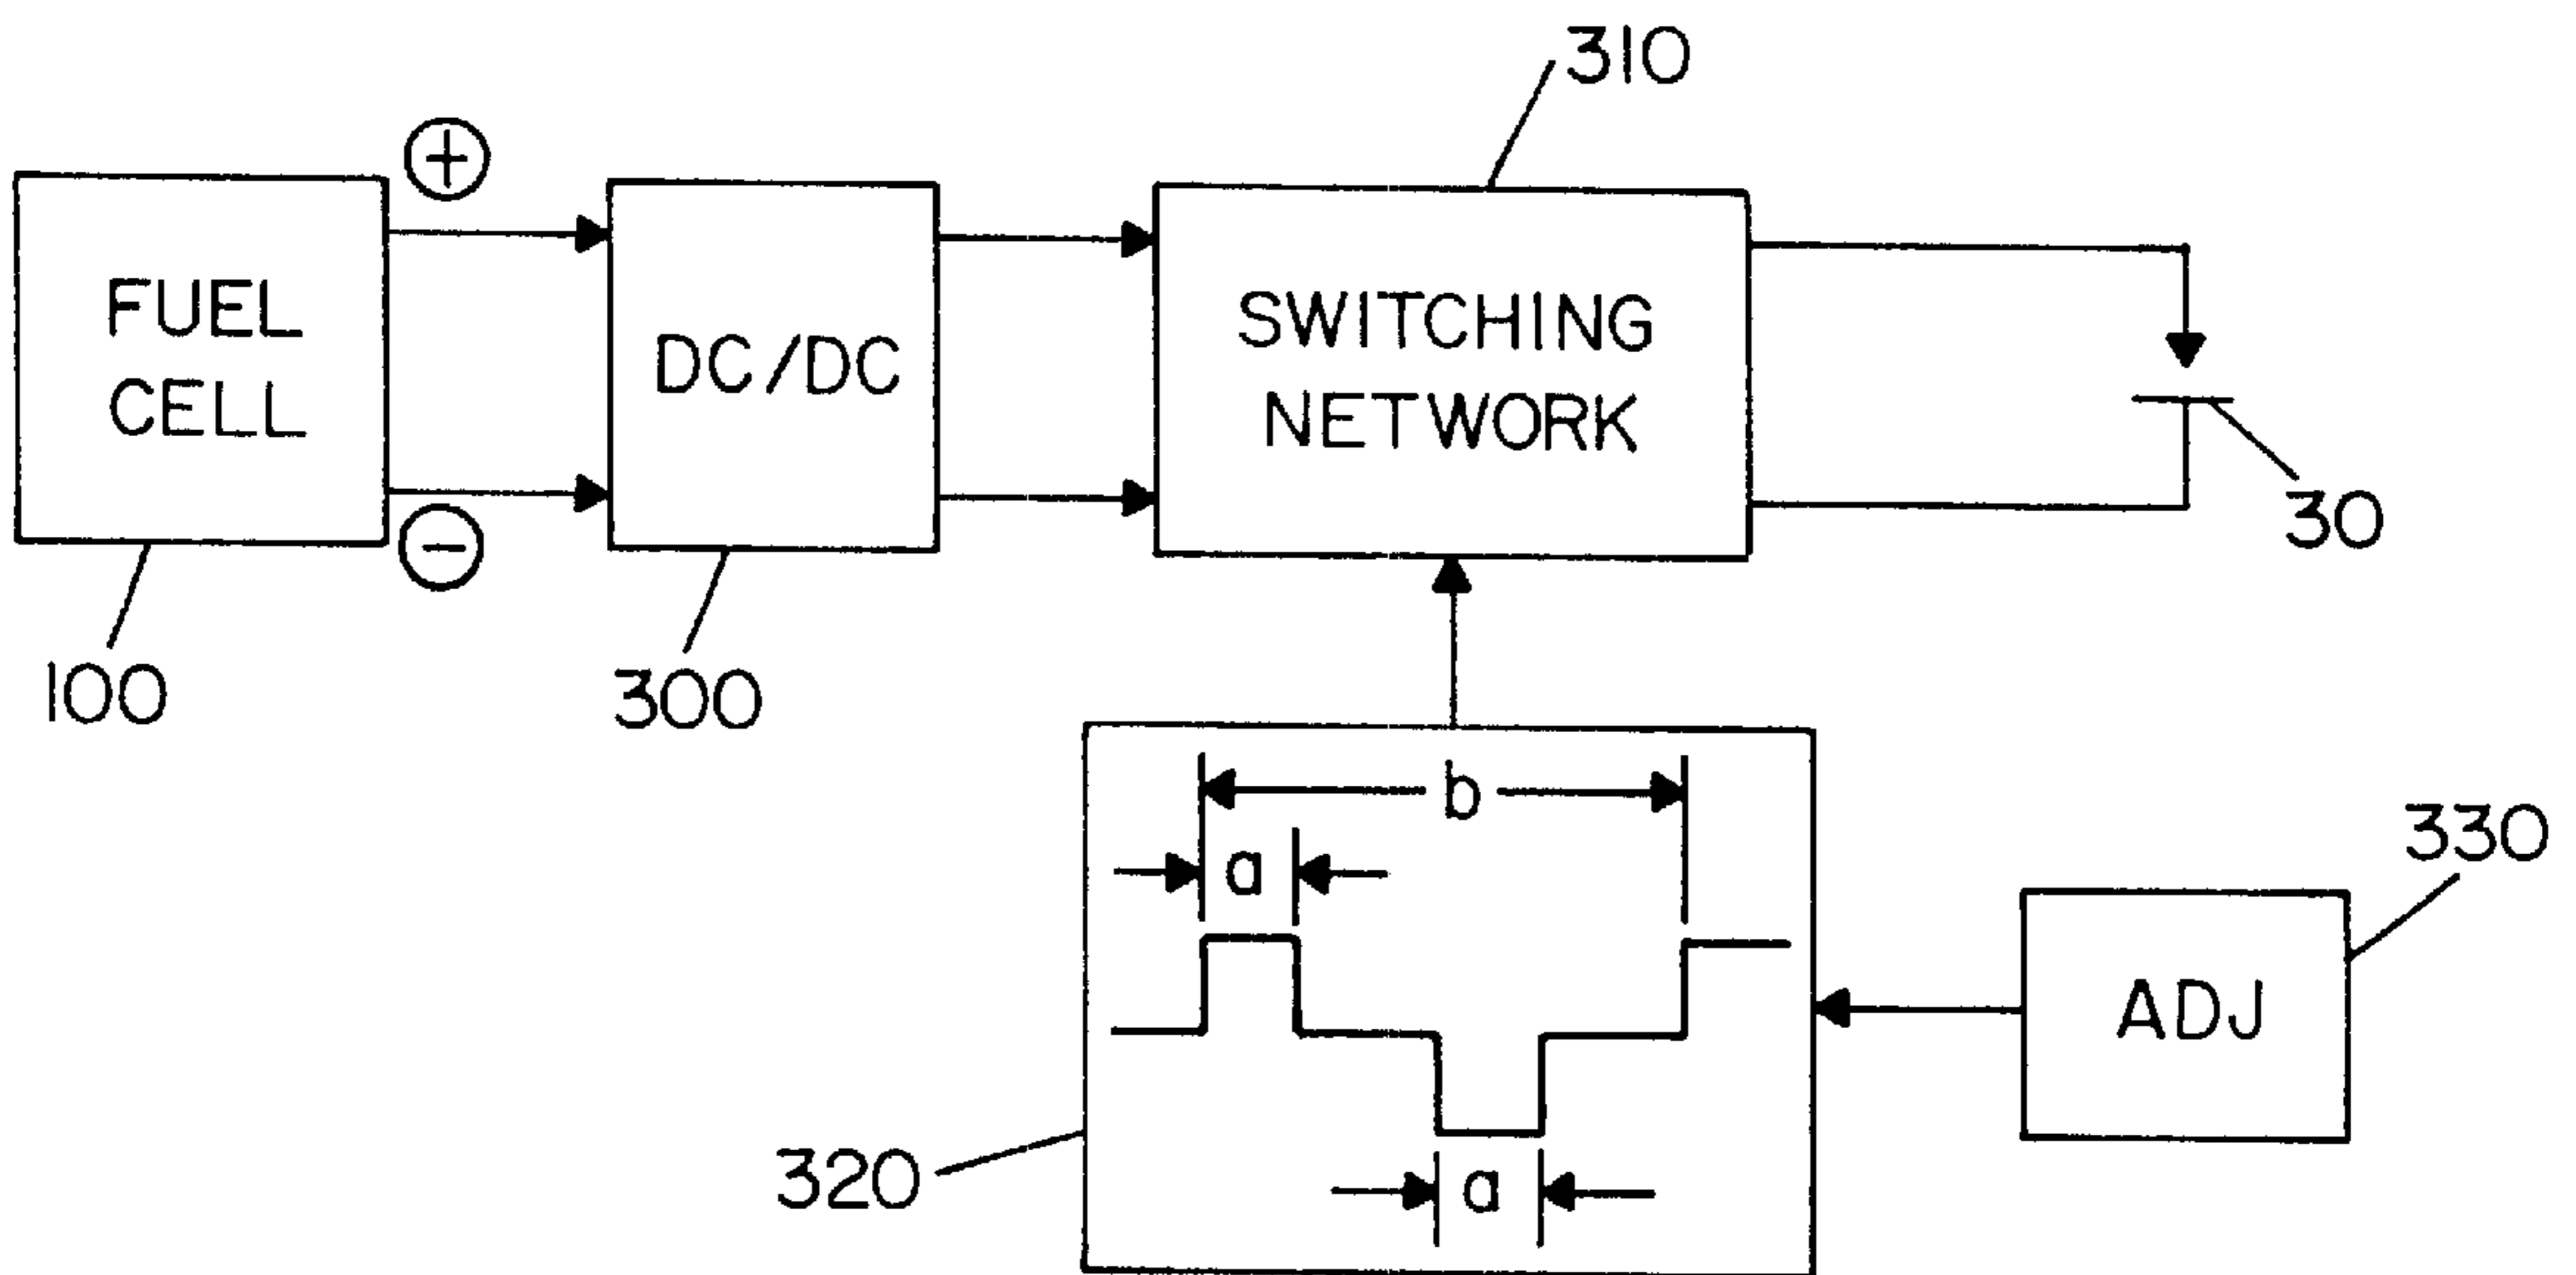 310
+
FUEL
CELL
DC/DC
SWITCHING
NETWORK
30
−
100
300
b
a
330
ADJ
320
a